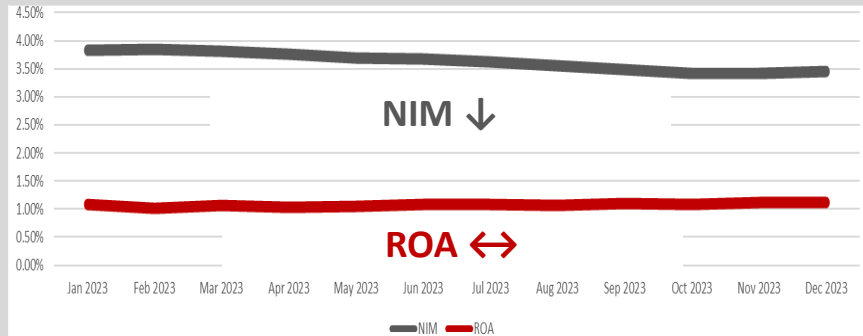 4.50%
4.00%
3.50%
3.00%
2.50%
2.00%
1.50%
1.00%
0.50%
0.00%
NIM ↓
ROA ↔
Jan 2023 Feb 2023 Mar 2023 Apr 2023 May 2023 Jun 2023 Jul 2023 Aug 2023 Sep 2023 Oct 2023 Nov 2023 Dec 2023
NIM ROA